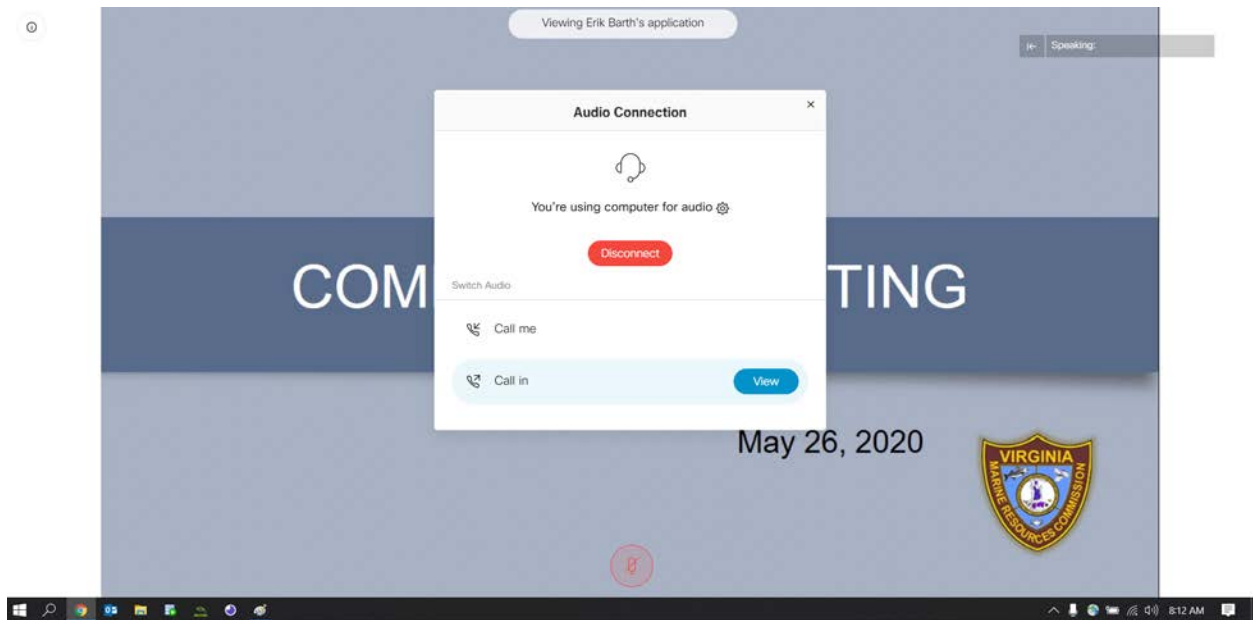 Viewing Erik Barth's application
Speaking:
Audio Connection
You're using computer for audio
Disconnect
Switch Audio
Call me
Call in
View
COM
TING
May 26, 2020
VIRGINIA
MARINE RESOURCES COMMISSION
8:12 AM